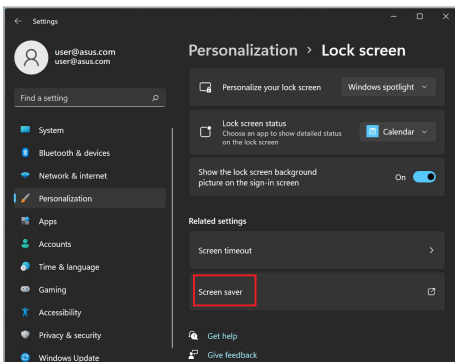 Settings
user@asus.com
user@asus.com
Find a setting
System
Bluetooth & devices
Network & internet
Personalization
Apps
Accounts
Time & language
Gaming
Accessibility
Privacy & security
Windows Update
Personalization > Lock screen
Personalize your lock screen
Windows spotlight
Lock screen status
Choose an app to show detailed status
on the lock screen
Calendar
Show the lock screen background
picture on the sign-in screen
On
Related settings
Screen timeout
Screen saver
Get help
Give feedback